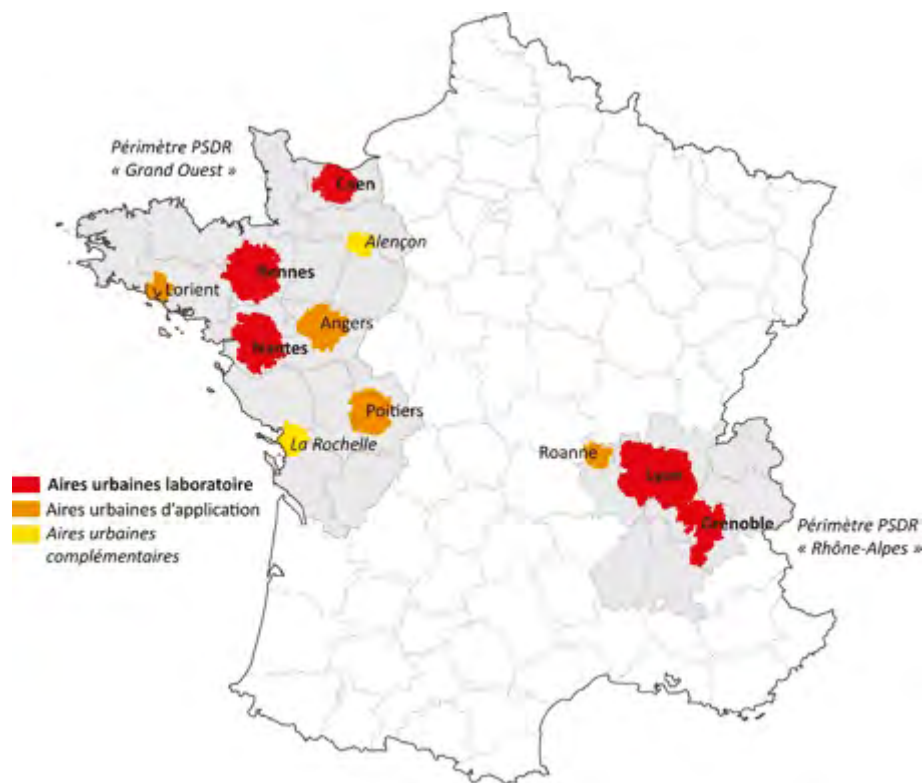 Périmètre PSDR
« Grand Ouest »
Caen
Alençon
Rennes
Lorient
Angers
Nantes
Poitiers
La Rochelle
Roanne
Lyon
Grenoble
Périmètre PSDR
« Rhône-Alpes »
Aires urbaines laboratoire
Aires urbaines d'application
Aires urbaines
complémentaires